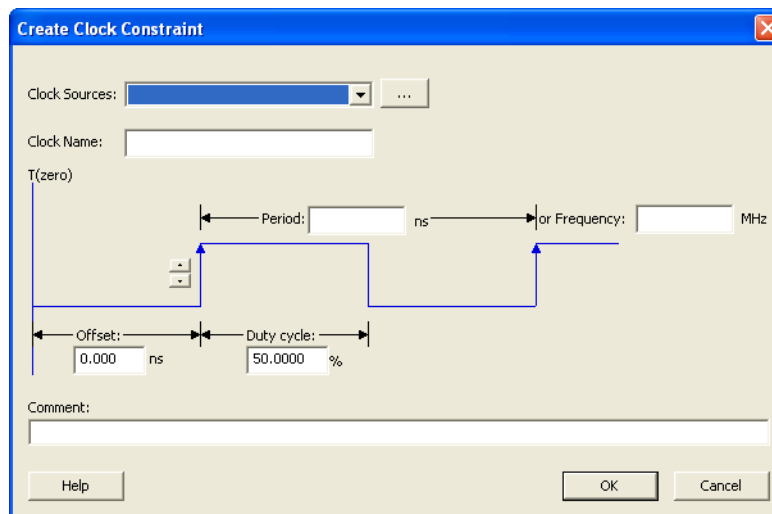 Create Clock Constraint
Clock Sources:
...
Clock Name:
T(zero)
Period: ns or Frequency: MHz
Offset: Duty cycle:
0.000 ns 50.0000 %
Comment:
Help OK Cancel